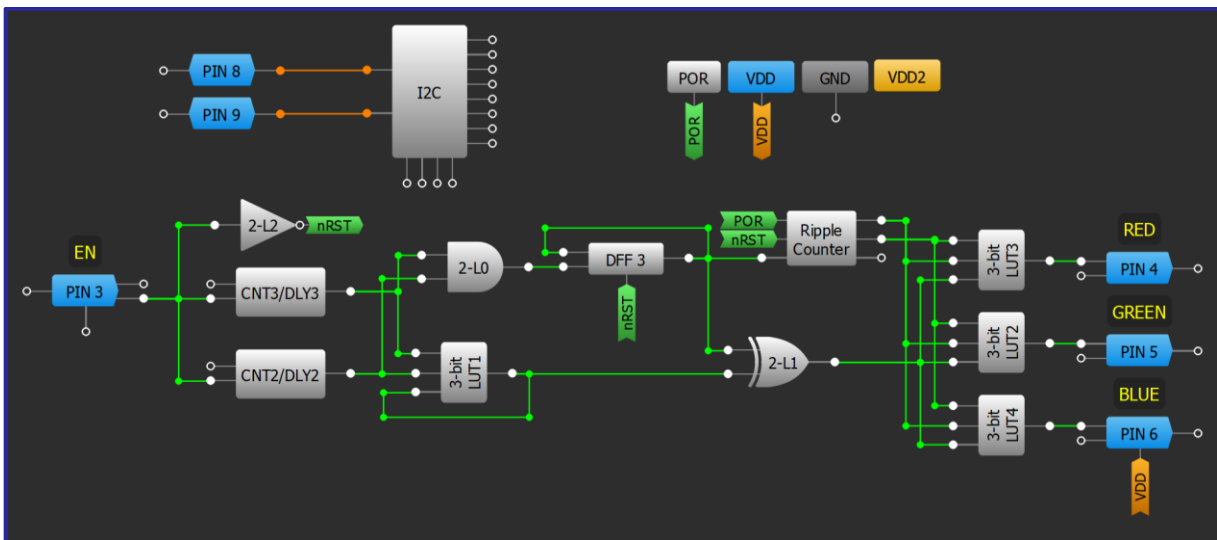 PIN 8
PIN 9
I2C
POR
VDD
GND
VDD2
POR
VDD
2-L2
nRST
EN
PIN 3
CNT3/DLY3
CNT2/DLY2
2-L0
3-bit
LUT1
DFF 3
nRST
POR
nRST
Ripple
Counter
2-L1
3-bit
LUT3
3-bit
LUT2
3-bit
LUT4
RED
PIN 4
GREEN
PIN 5
BLUE
PIN 6
VDD